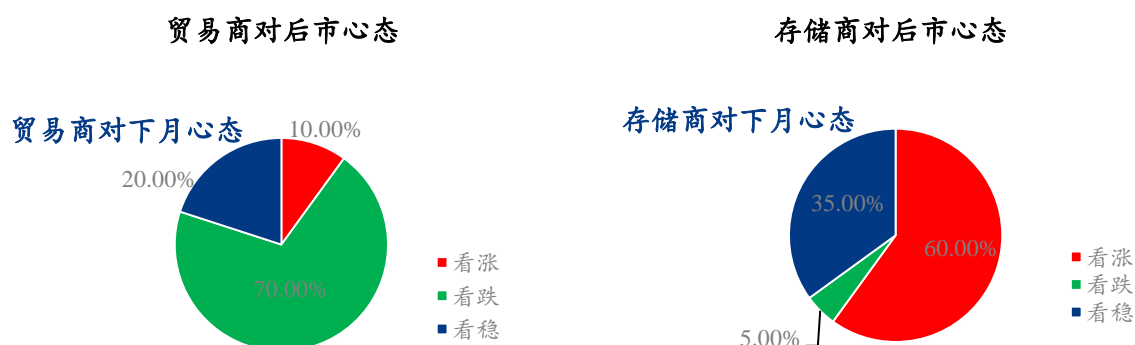 贸易商对后市心态
贸易商对下月心态
10.00%
20.00%
70.00%
看涨
看跌
看稳
存储商对后市心态
存储商对下月心态
35.00%
60.00%
5.00%
看涨
看跌
看稳